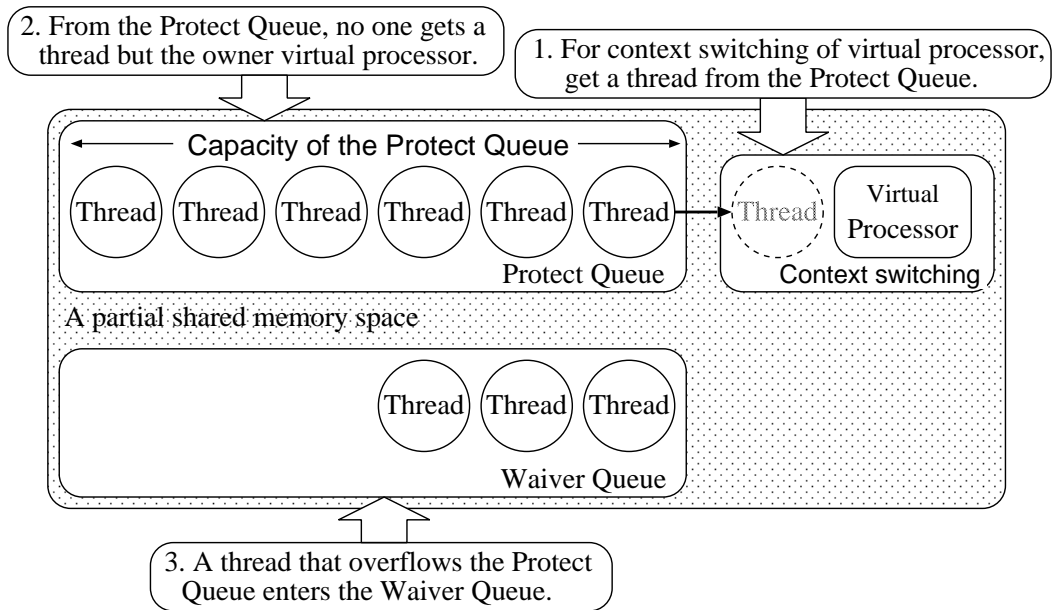 2. From the Protect Queue, no one gets a
thread but the owner virtual processor.
1. For context switching of virtual processor,
get a thread from the Protect Queue.
Capacity of the Protect Queue
Thread Thread Thread Thread Thread Thread
Thread
Virtual
Processor
Protect Queue
Context switching
A partial shared memory space
Thread Thread Thread
Waiver Queue
3. A thread that overflows the Protect
Queue enters the Waiver Queue.